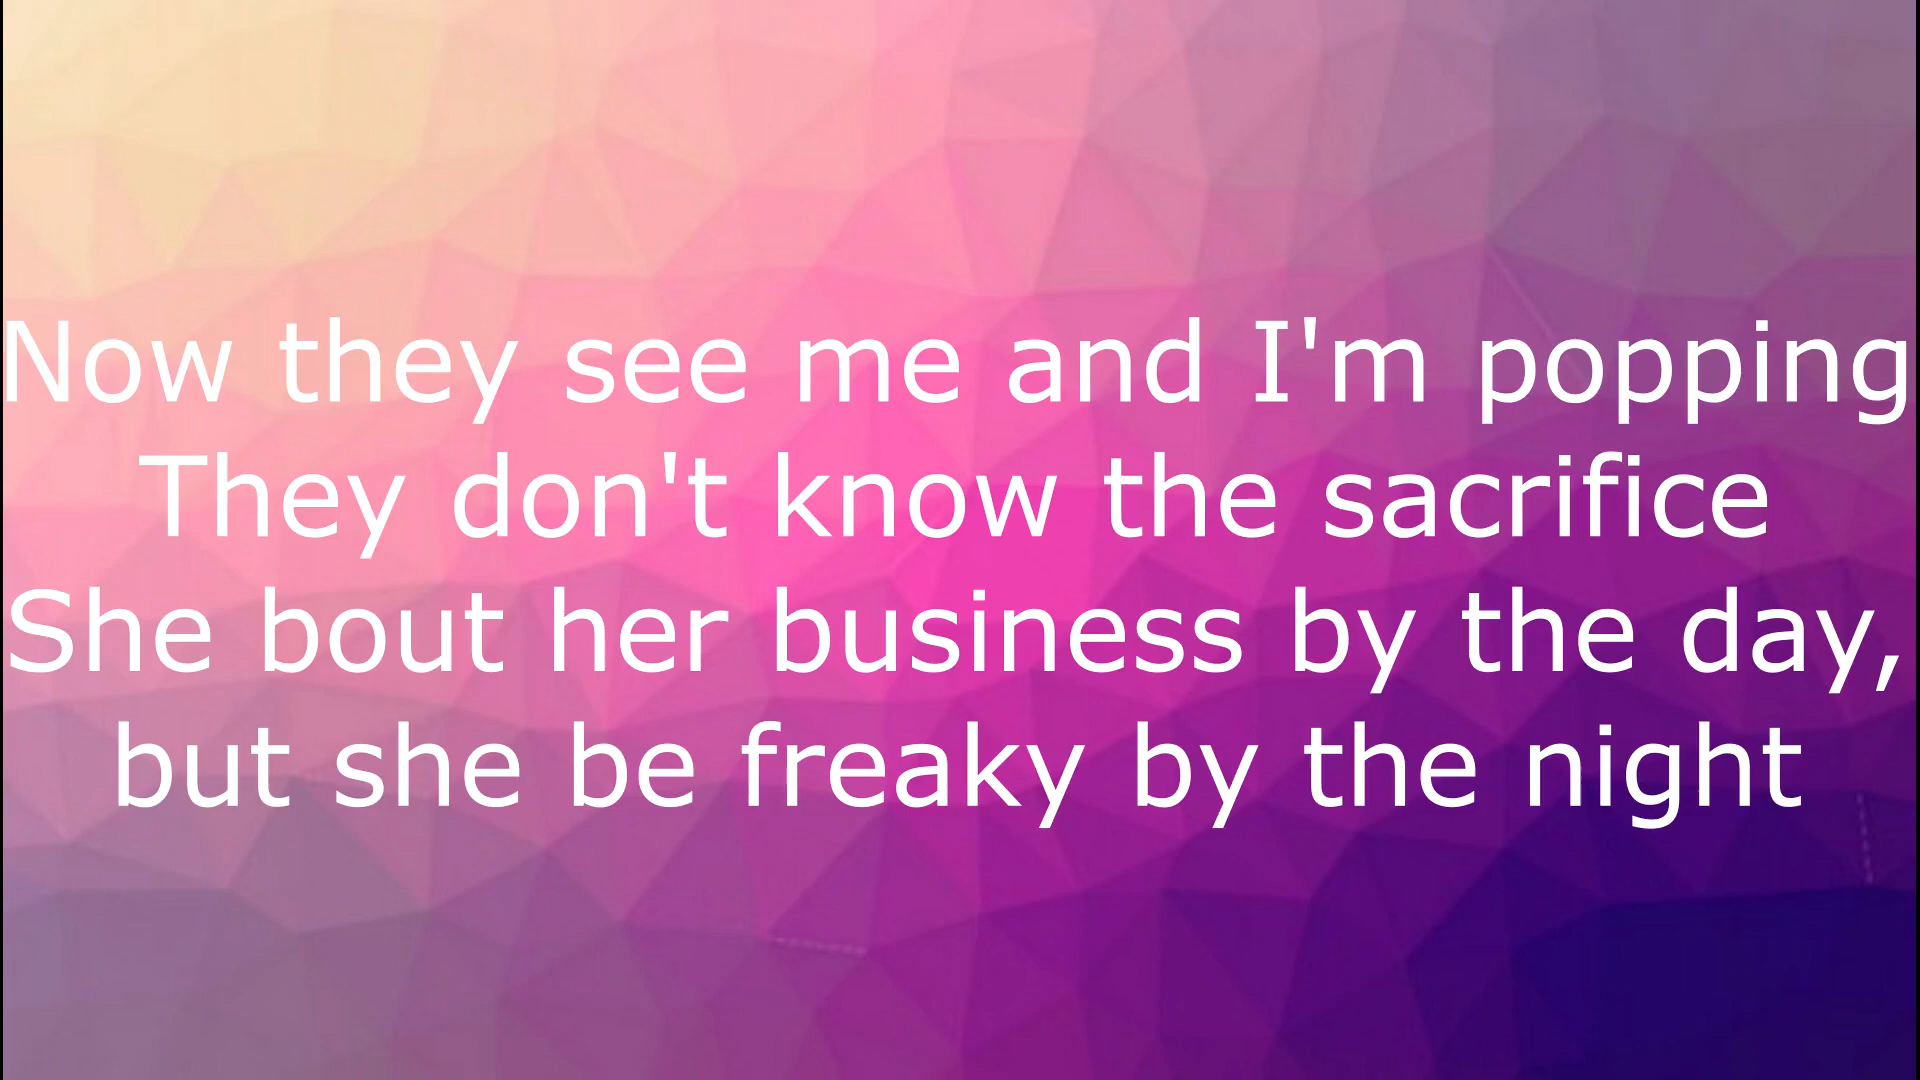 Now they see me and I'm popping
They don't know the sacrifice
She bout her business by the day,
but she be freaky by the night